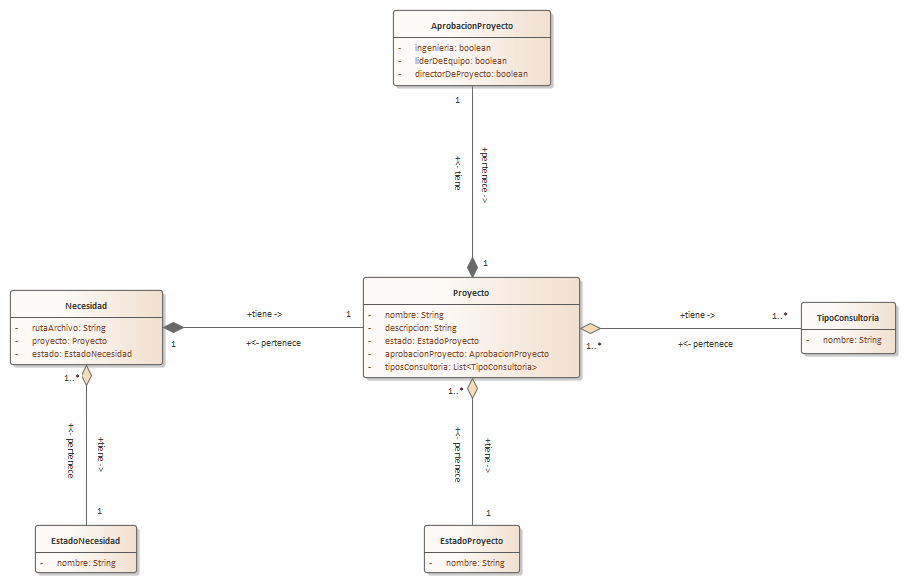 AprobacionProyecto
- ingenieria: boolean
- liderDeEquipo: boolean
- directorDeProyecto: boolean
1
+<- tiene
+pertenece ->
1
Necesidad
- rutaArchivo: String
- proyecto: Proyecto
- estado: EstadoNecesidad
+tiene ->
1
1
+<- pertenece
Proyecto
- nombre: String
- descripcion: String
- estado: EstadoProyecto
- aprobacionProyecto: AprobacionProyecto
- tiposConsultoria: List<TipoConsultoria>
+tiene ->
1..*
1..*
+<- pertenece
TipoConsultoria
- nombre: String
1..*
+<- pertenece
+tiene ->
1
1..*
+<- pertenece
+tiene ->
1
EstadoNecesidad
- nombre: String
EstadoProyecto
- nombre: String